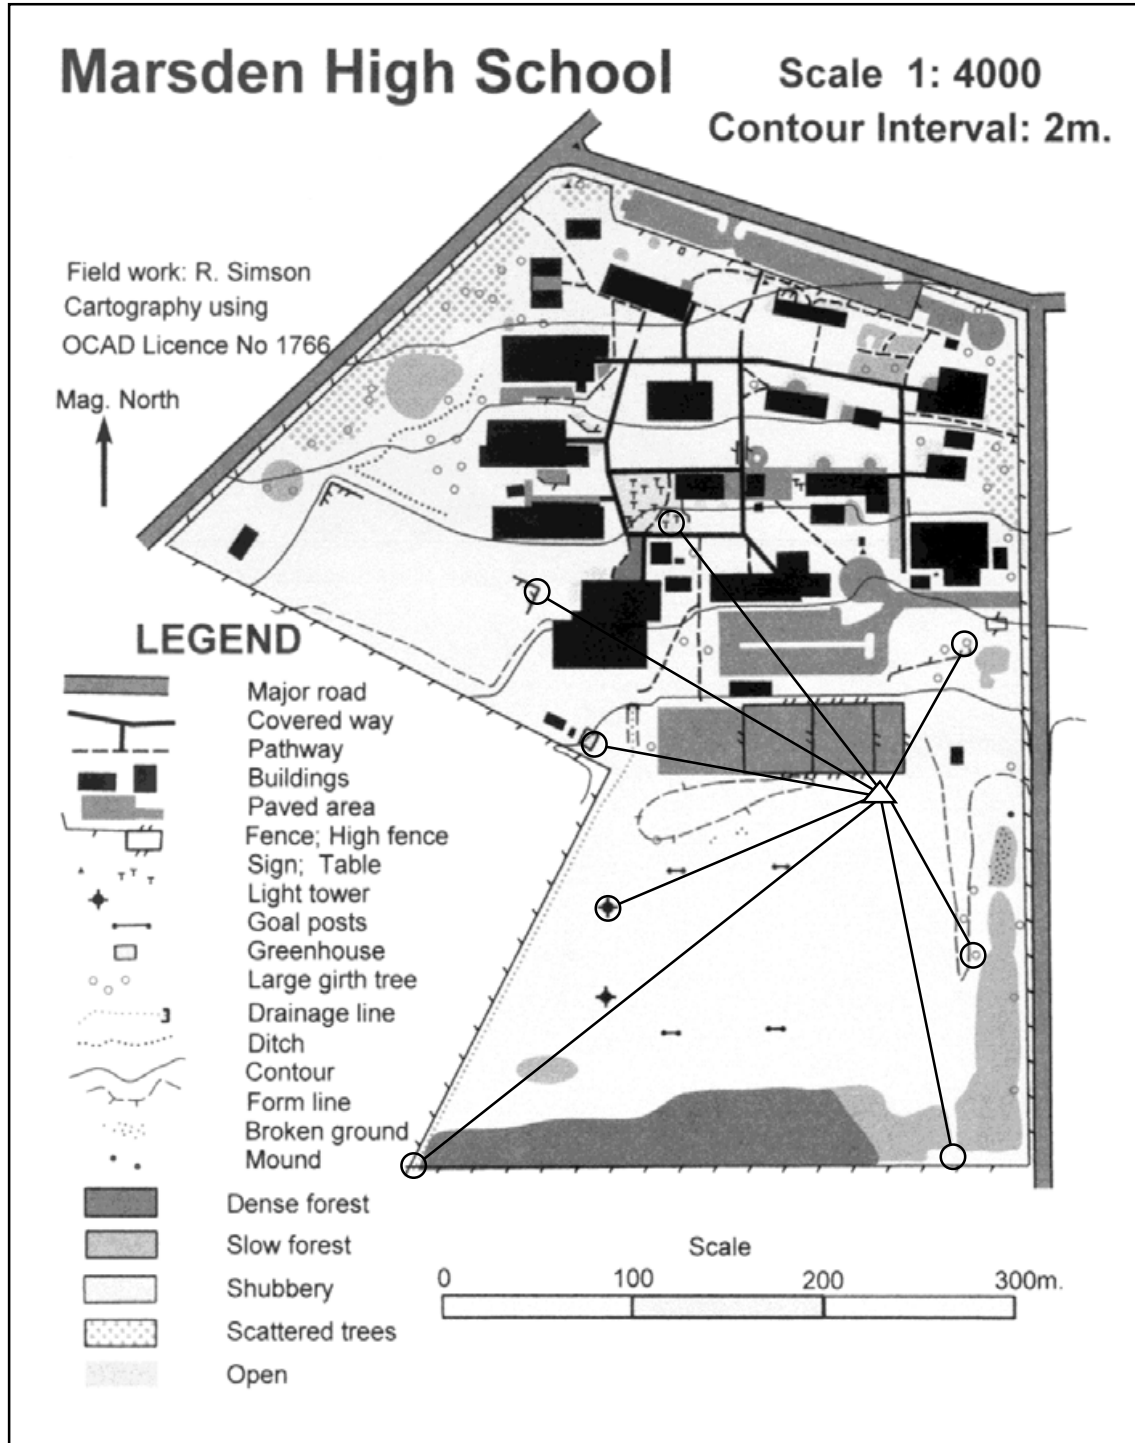 Marsden High School
Scale 1: 4000
Contour Interval: 2m.
Field work: R. Simson
Cartography using
OCAD Licence No 1766
Mag. North
LEGEND
Major road
Covered way
Pathway
Buildings
Paved area
Fence; High fence
Sign; Table
Light tower
Goal posts
Greenhouse
Large girth tree
Drainage line
Ditch
Contour
Form line
Broken ground
Mound
Dense forest
Slow forest
Shubbery
Scattered trees
Open
Scale
0 100 200 300m.